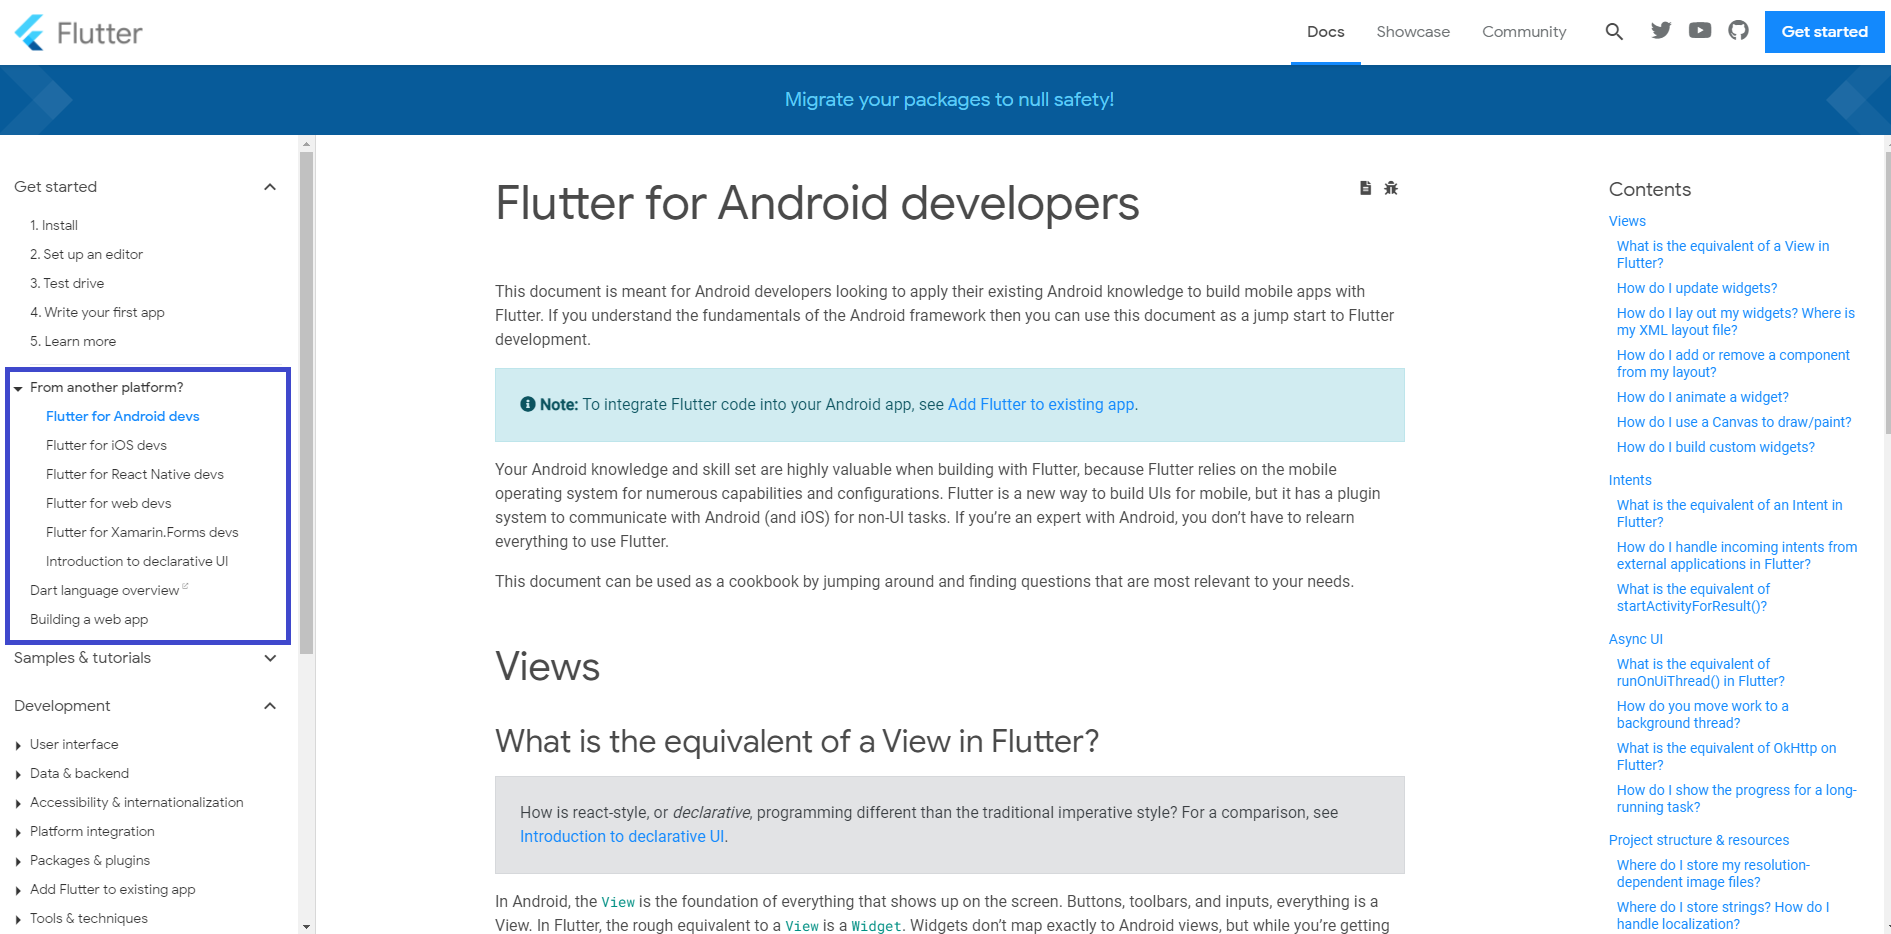 Flutter
Docs
Showcase
Community
Get started
Migrate your packages to null safety!
Get started
1. Install
2. Set up an editor
3. Test drive
4. Write your first app
5. Learn more
From another platform?
Flutter for Android devs
Flutter for iOS devs
Flutter for React Native devs
Flutter for web devs
Flutter for Xamarin.Forms devs
Introduction to declarative UI
Dart language overview
Building a web app
Samples & tutorials
Development
User interface
Data & backend
Accessibility & internationalization
Platform integration
Packages & plugins
Add Flutter to existing app
Tools & techniques
Flutter for Android developers
This document is meant for Android developers looking to apply their existing Android knowledge to build mobile apps with
Flutter. If you understand the fundamentals of the Android framework then you can use this document as a jump start to Flutter
development.
Note: To integrate Flutter code into your Android app, see Add Flutter to existing app.
Your Android knowledge and skill set are highly valuable when building with Flutter, because Flutter relies on the mobile
operating system for numerous capabilities and configurations. Flutter is a new way to build UIs for mobile, but it has a plugin
system to communicate with Android (and iOS) for non-UI tasks. If you’re an expert with Android, you don’t have to relearn
everything to use Flutter.
This document can be used as a cookbook by jumping around and finding questions that are most relevant to your needs.
Views
What is the equivalent of a View in Flutter?
How is react-style, or declarative, programming different than the traditional imperative style? For a comparison, see
Introduction to declarative UI.
In Android, the View is the foundation of everything that shows up on the screen. Buttons, toolbars, and inputs, everything is a
View. In Flutter, the rough equivalent to a View is a Widget. Widgets don’t map exactly to Android views, but while you’re getting
Contents
Views
What is the equivalent of a View in
Flutter?
How do I update widgets?
How do I lay out my widgets? Where is
my XML layout file?
How do I add or remove a component
from my layout?
How do I animate a widget?
How do I use a Canvas to draw/paint?
How do I build custom widgets?
Intents
What is the equivalent of an Intent in
Flutter?
How do I handle incoming intents from
external applications in Flutter?
What is the equivalent of
startActivityForResult()?
Async UI
What is the equivalent of
runOnUiThread() in Flutter?
How do you move work to a
background thread?
What is the equivalent of OkHttp on
Flutter?
How do I show the progress for a long-
running task?
Project structure & resources
Where do I store my resolution-
dependent image files?
Where do I store strings? How do I
handle localization?